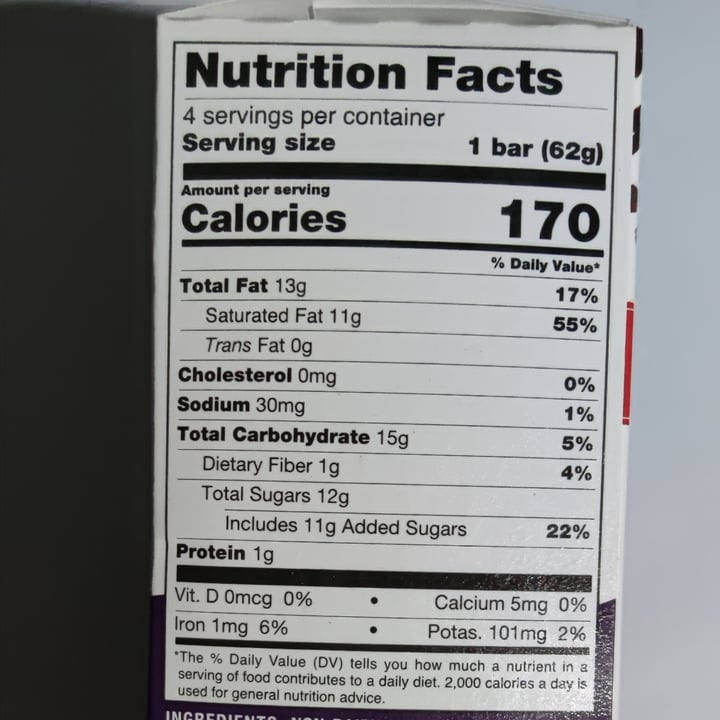 Nutrition Facts
4 servings per container
Serving size 1 bar (62g)
Amount per serving
Calories 170
% Daily Value*
Total Fat 13g 17%
Saturated Fat 11g 55%
Trans Fat 0g
Cholesterol 0mg 0%
Sodium 30mg 1%
Total Carbohydrate 15g 5%
Dietary Fiber 1g 4%
Total Sugars 12g
Includes 11g Added Sugars 22%
Protein 1g
Vit. D 0mcg 0% • Calcium 5mg 0%
Iron 1mg 6% • Potas. 101mg 2%
*The % Daily Value (DV) tells you how much a nutrient in a
serving of food contributes to a daily diet. 2,000 calories a day is
used for general nutrition advice.
INGREDIENTS: NON-